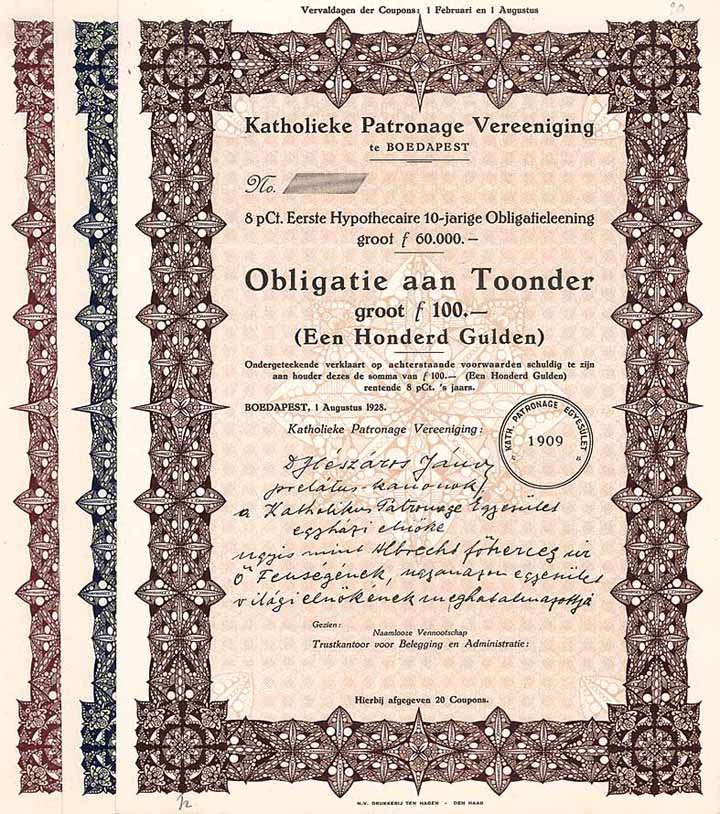 Vervaldagen der Coupons: 1 Februari en 1 Augustus
Katholieke Patronage Vereeniging
te BOEDAPEST
No.
8 pCt. Eerste Hypothecaire 10-jarige Obligatieleening
groot ƒ 60.000.—
Obligatie aan Toonder
groot ƒ 100.—
(Een Honderd Gulden)
Ondergeteekende verklaart op achterstaande voorwaarden schuldig te zijn
aan houder dezes de somma van ƒ 100.— (Een Honderd Gulden)
rentende 8 pCt. 's jaars.
BOEDAPEST, 1 Augustus 1928.
Katholieke Patronage Vereeniging:
KATH. PATRONAGE EGYESÜLET
1909
János
prelátus-kanonok
a Katholikus Patronage Egyesület
egyházi elnöke
ugyis mint Albrecht főherceg úr
Ő Fenségének, ugyanazon egyesület
világi elnökének meghatalmazottja
Gezien:
Naamlooze Vennootschap
Trustkantoor voor Belegging en Administratie:
Hierbij afgegeven 20 Coupons.
N.V. DRUKKERIJ TEN HAGEN - DEN HAAG